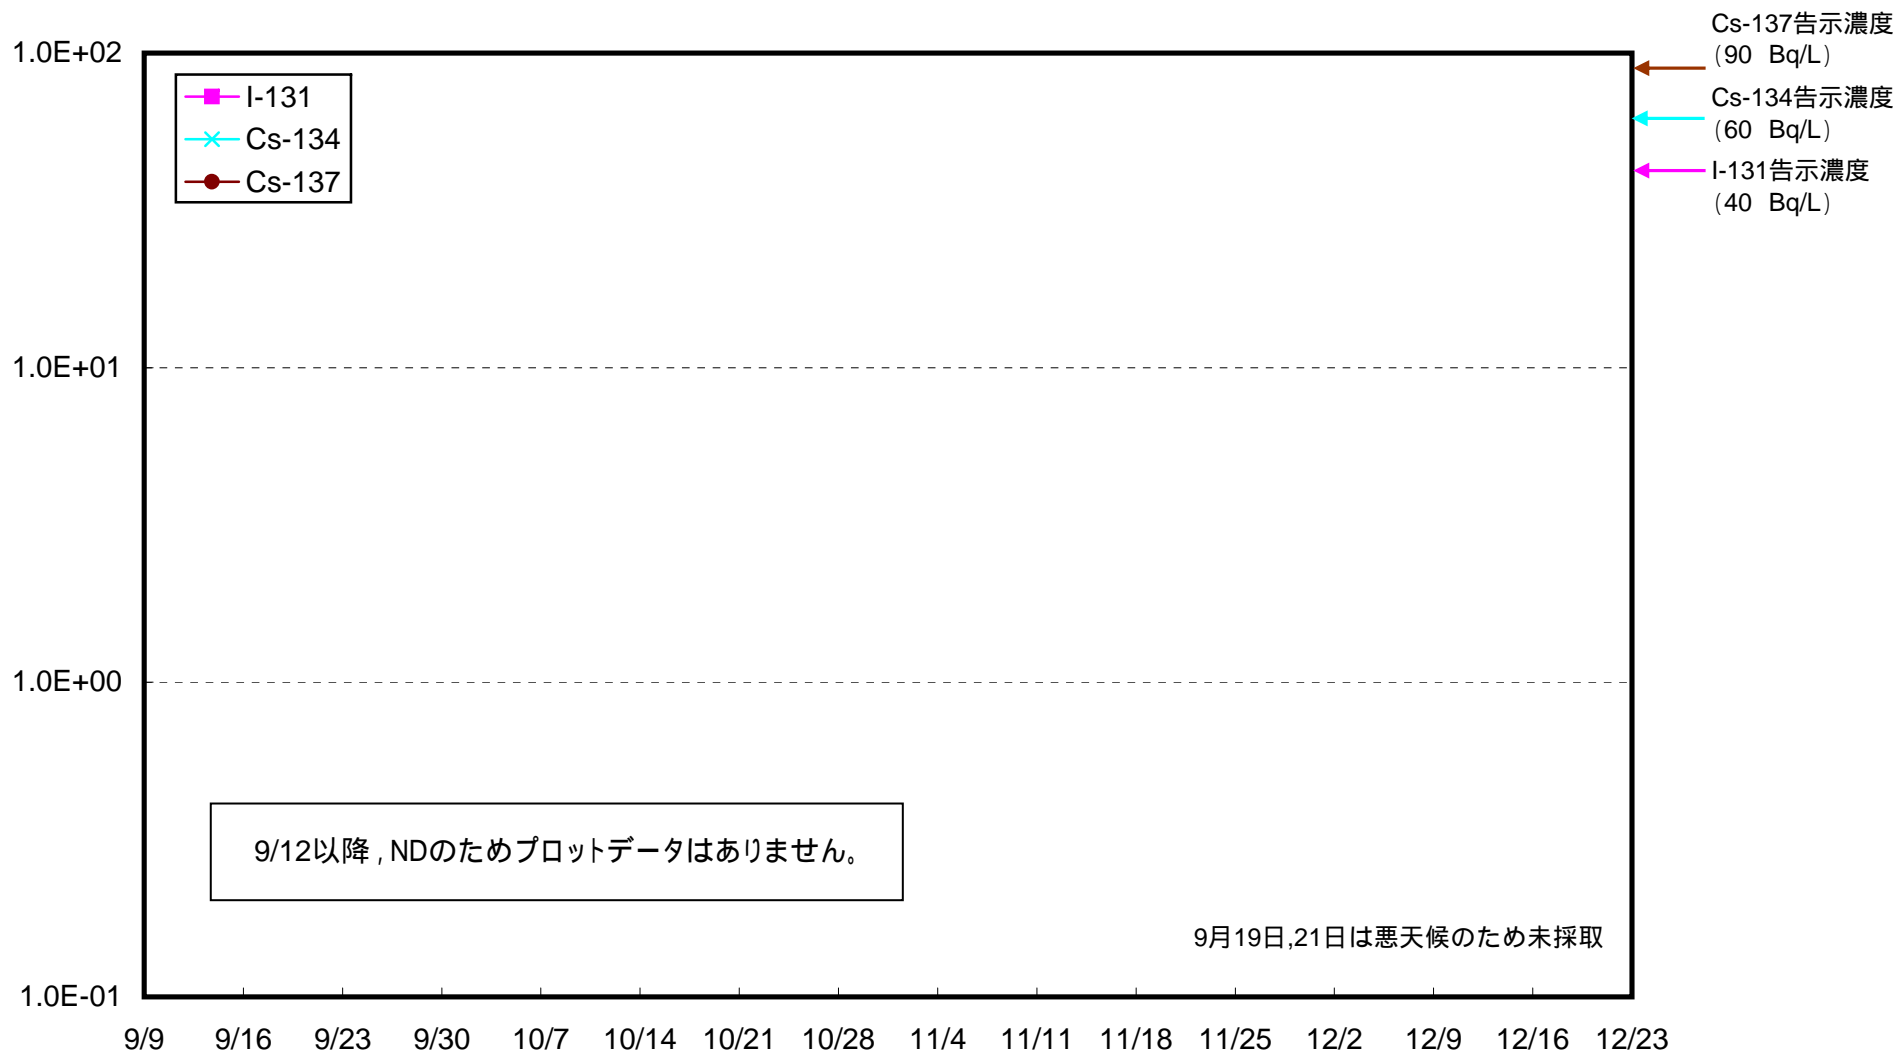 Cs-137告示濃度
(90 Bq/L)
1.0E+02
I-131
Cs-134告示濃度
(60 Bq/L)
Cs-134
I-131告示濃度
(40 Bq/L)
Cs-137
1.0E+01
1.0E+00
9/12以降,NDのためプロットデータはありません。
9月19日,21日は悪天候のため未採取
1.0E-01
9/9 9/16 9/23 9/30 10/7 10/14 10/21 10/28 11/4 11/11 11/18 11/25 12/2 12/9 12/16 12/23